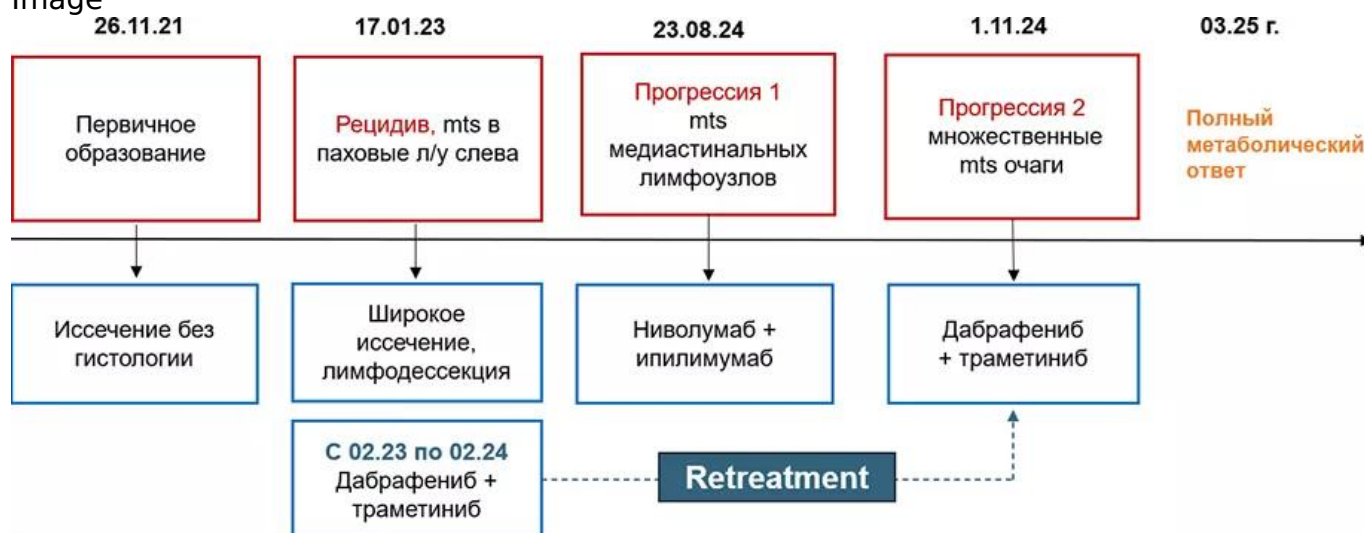 Image
26.11.21
17.01.23
23.08.24
1.11.24
03.25 г.
Первичное
образование
Рецидив, mts в
паховые л/у слева
Прогрессия 1
mts
медиастинальных
лимфоузлов
Прогрессия 2
множественные
mts очаги
Полный
метаболический
ответ
Иссечение без
гистологии
Широкое
иссечение,
лимфодессекция
Ниволумаб +
ипилимумаб
Дабрафениб
+ траметиниб
С 02.23 по 02.24
Дабрафениб +
траметиниб
Retreatment